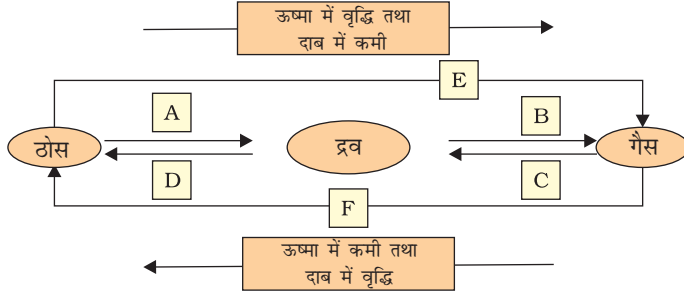 ऊष्मा में वृद्धि तथा
दाब में कमी
E
A
B
ठोस
द्रव
गैस
D
C
F
ऊष्मा में कमी तथा
दाब में वृद्धि